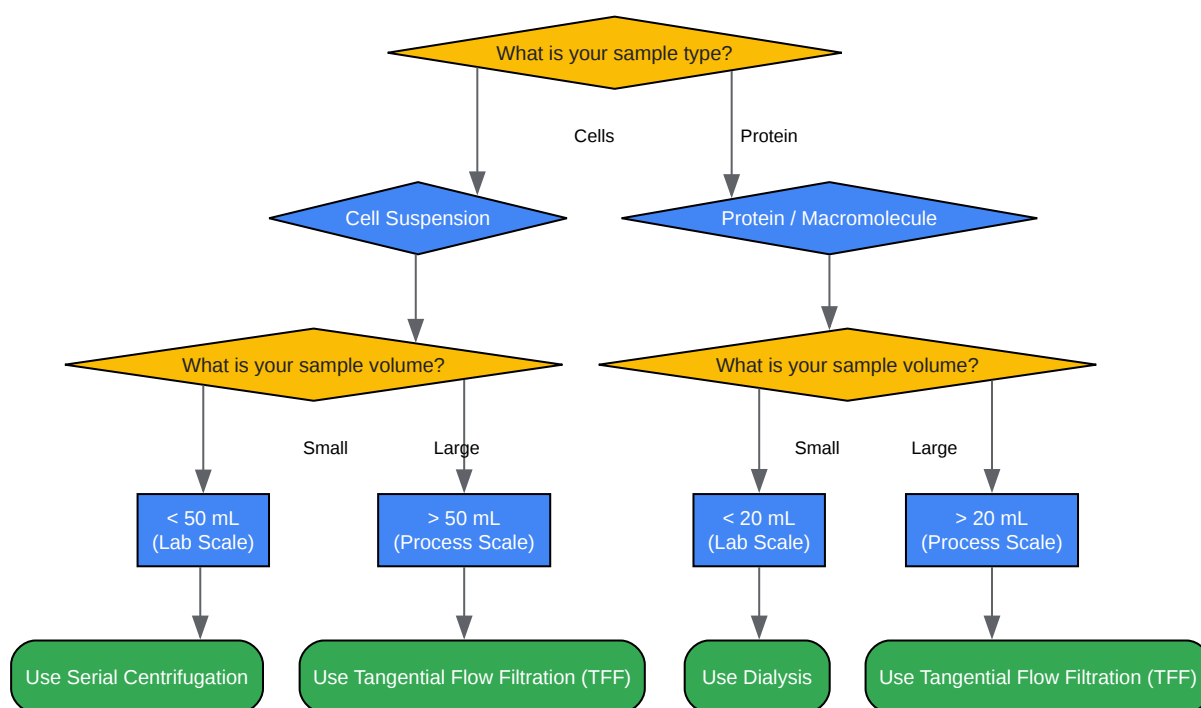 What is your sample type?
Cells
Protein
Cell Suspension
Protein / Macromolecule
What is your sample volume?
What is your sample volume?
Small
Large
Small
Large
< 50 mL
(Lab Scale)
> 50 mL
(Process Scale)
< 20 mL
(Lab Scale)
> 20 mL
(Process Scale)
Use Serial Centrifugation
Use Tangential Flow Filtration (TFF)
Use Dialysis
Use Tangential Flow Filtration (TFF)